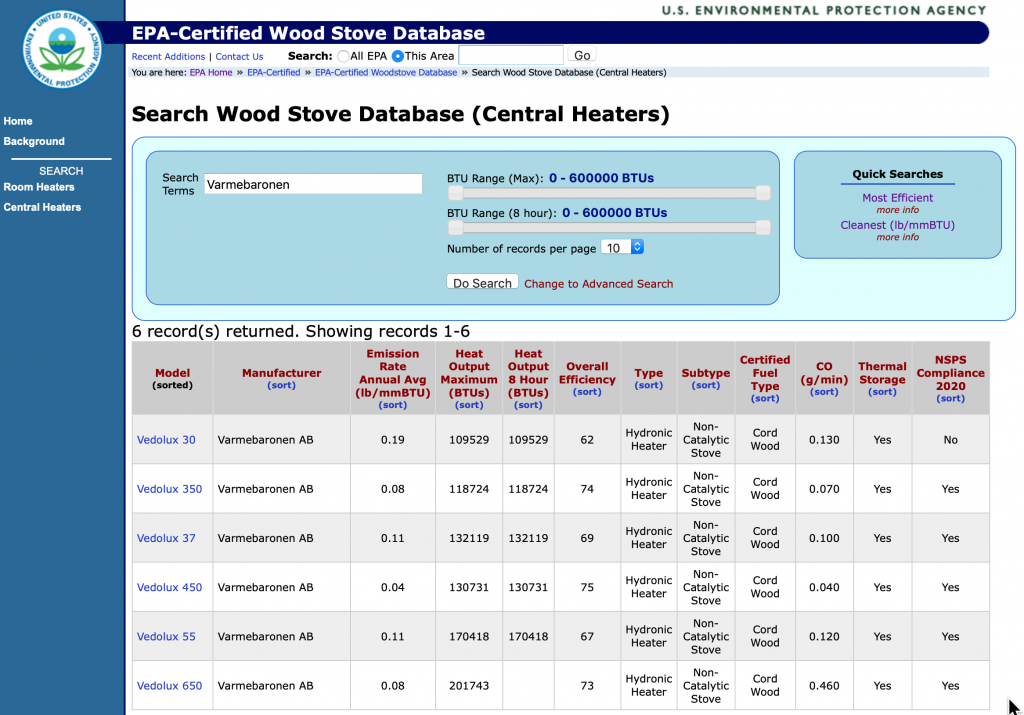 U.S. ENVIRONMENTAL PROTECTION AGENCY
UNITED STATES
ENVIRONMENTAL PROTECTION AGENCY
EPA-Certified Wood Stove Database
Recent Additions | Contact Us Search: All EPA This Area Go
You are here: EPA Home » EPA-Certified » EPA-Certified Woodstove Database » Search Wood Stove Database (Central Heaters)
Home
Background
SEARCH
Room Heaters
Central Heaters
Search Wood Stove Database (Central Heaters)
Search
Terms
Varmebaronen
BTU Range (Max): 0 - 600000 BTUs
BTU Range (8 hour): 0 - 600000 BTUs
Number of records per page 10
Do Search Change to Advanced Search
Quick Searches
Most Efficient
more info
Cleanest (lb/mmBTU)
more info
6 record(s) returned. Showing records 1-6
Model
(sorted)
Manufacturer
(sort)
Emission
Rate
Annual Avg
(lb/mmBTU)
(sort)
Heat
Output
Maximum
(BTUs)
(sort)
Heat
Output
8 Hour
(BTUs)
(sort)
Overall
Efficiency
(sort)
Type
(sort)
Subtype
(sort)
Certified
Fuel
Type
(sort)
CO
(g/min)
(sort)
Thermal
Storage
(sort)
NSPS
Compliance
2020
(sort)
Vedolux 30
Varmebaronen AB
0.19
109529
109529
62
Hydronic
Heater
Non-
Catalytic
Stove
Cord
Wood
0.130
Yes
No
Vedolux 350
Varmebaronen AB
0.08
118724
118724
74
Hydronic
Heater
Non-
Catalytic
Stove
Cord
Wood
0.070
Yes
Yes
Vedolux 37
Varmebaronen AB
0.11
132119
132119
69
Hydronic
Heater
Non-
Catalytic
Stove
Cord
Wood
0.100
Yes
Yes
Vedolux 450
Varmebaronen AB
0.04
130731
130731
75
Hydronic
Heater
Non-
Catalytic
Stove
Cord
Wood
0.040
Yes
Yes
Vedolux 55
Varmebaronen AB
0.11
170418
170418
67
Hydronic
Heater
Non-
Catalytic
Stove
Cord
Wood
0.120
Yes
Yes
Vedolux 650
Varmebaronen AB
0.08
201743
73
Hydronic
Heater
Non-
Catalytic
Stove
Cord
Wood
0.460
Yes
Yes